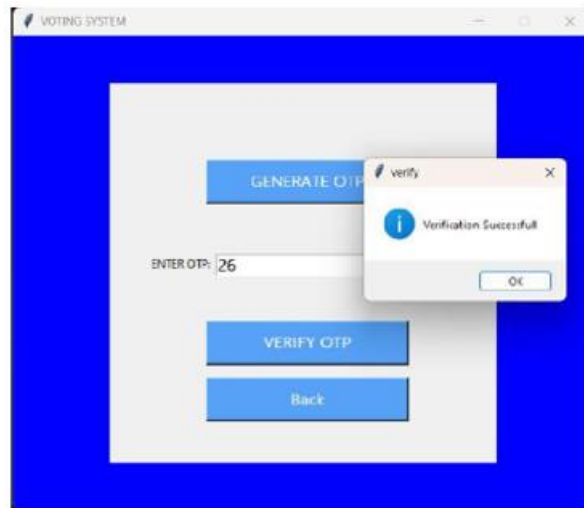 VOTING SYSTEM
GENERATE OTP
verify
Verification Successfull
OK
ENTER OTP: 26
VERIFY OTP
Back